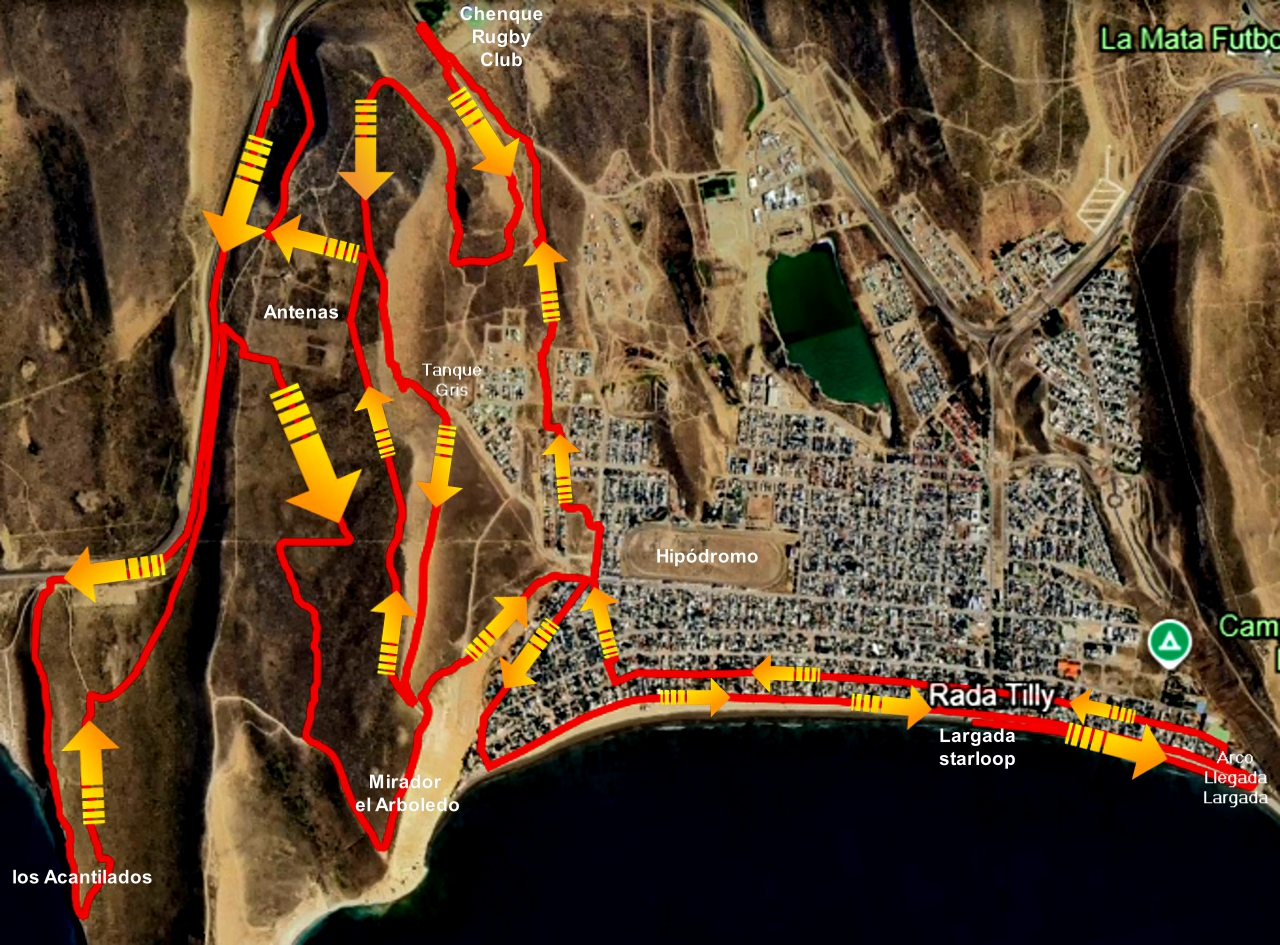 Chenque
Rugby
Club
La Mata Futbo
Antenas
Tanque
Gris
Hipódromo
Cam
Rada Tilly
Largada
starloop
Arco
Llegada
Largada
Mirador
el Arboledo
los Acantilados